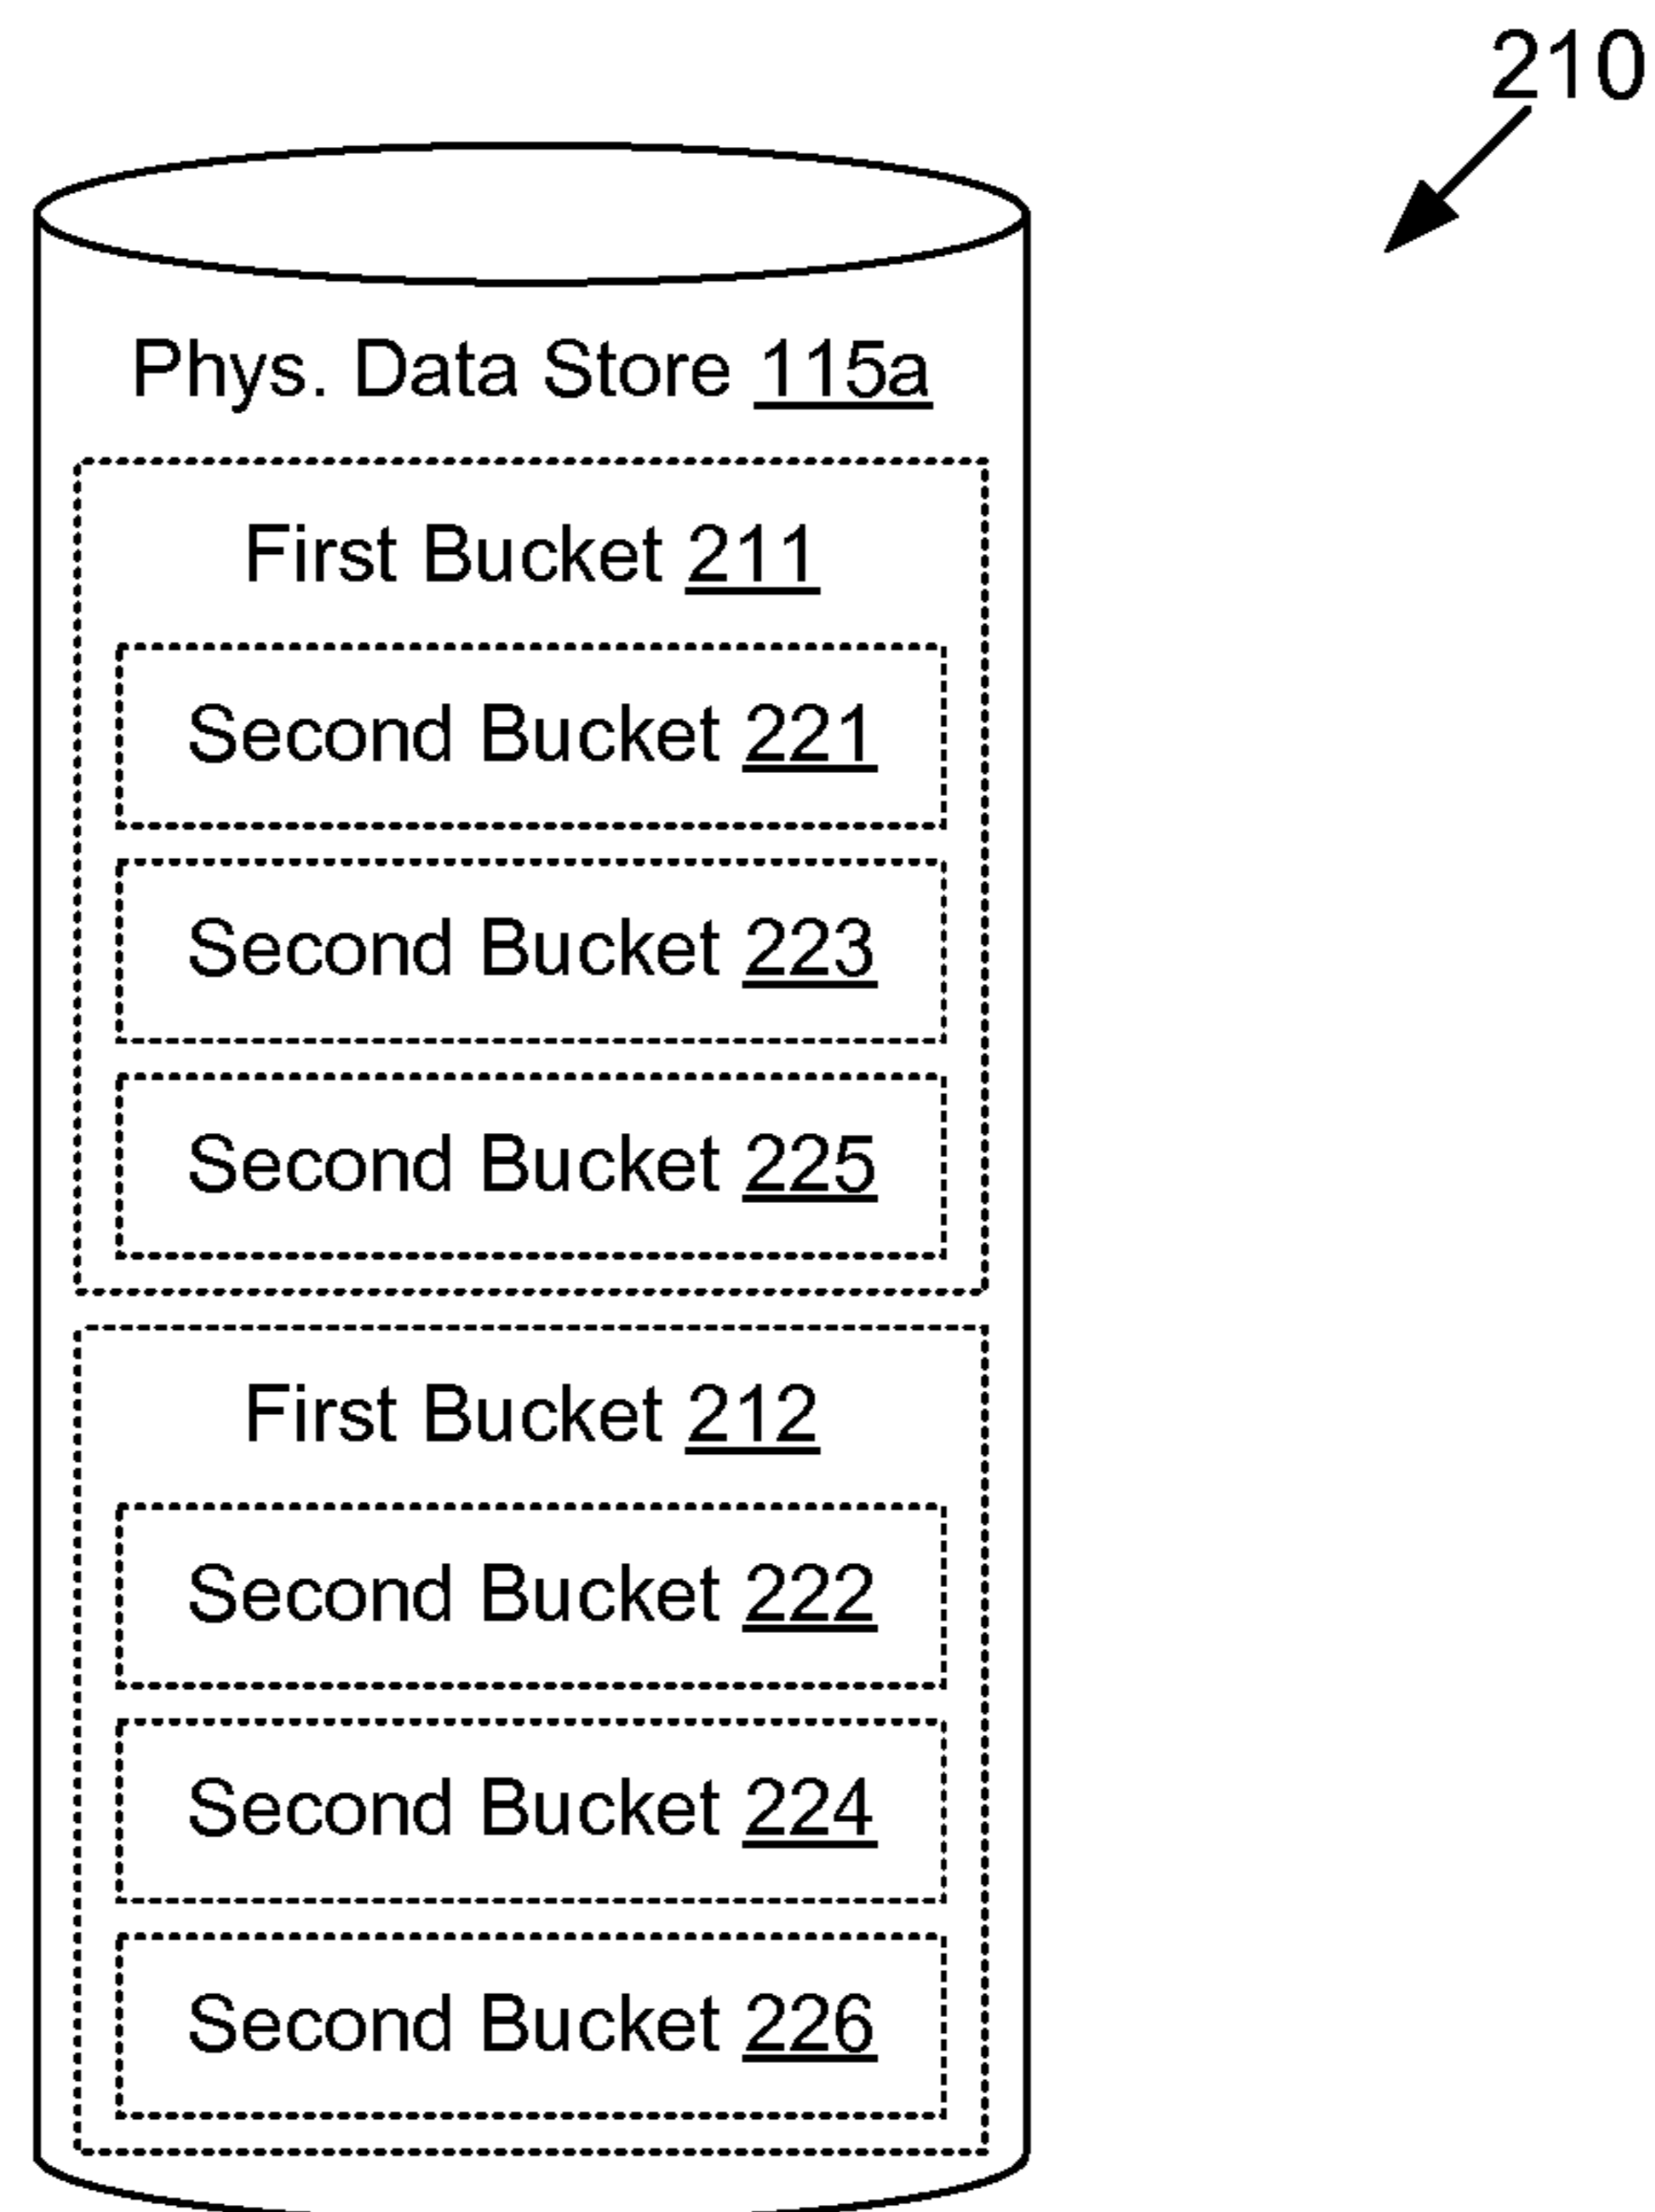 210
Phys. Data Store 115a
First Bucket 211
Second Bucket 221
Second Bucket 223
Second Bucket 225
First Bucket 212
Second Bucket 222
Second Bucket 224
Second Bucket 226